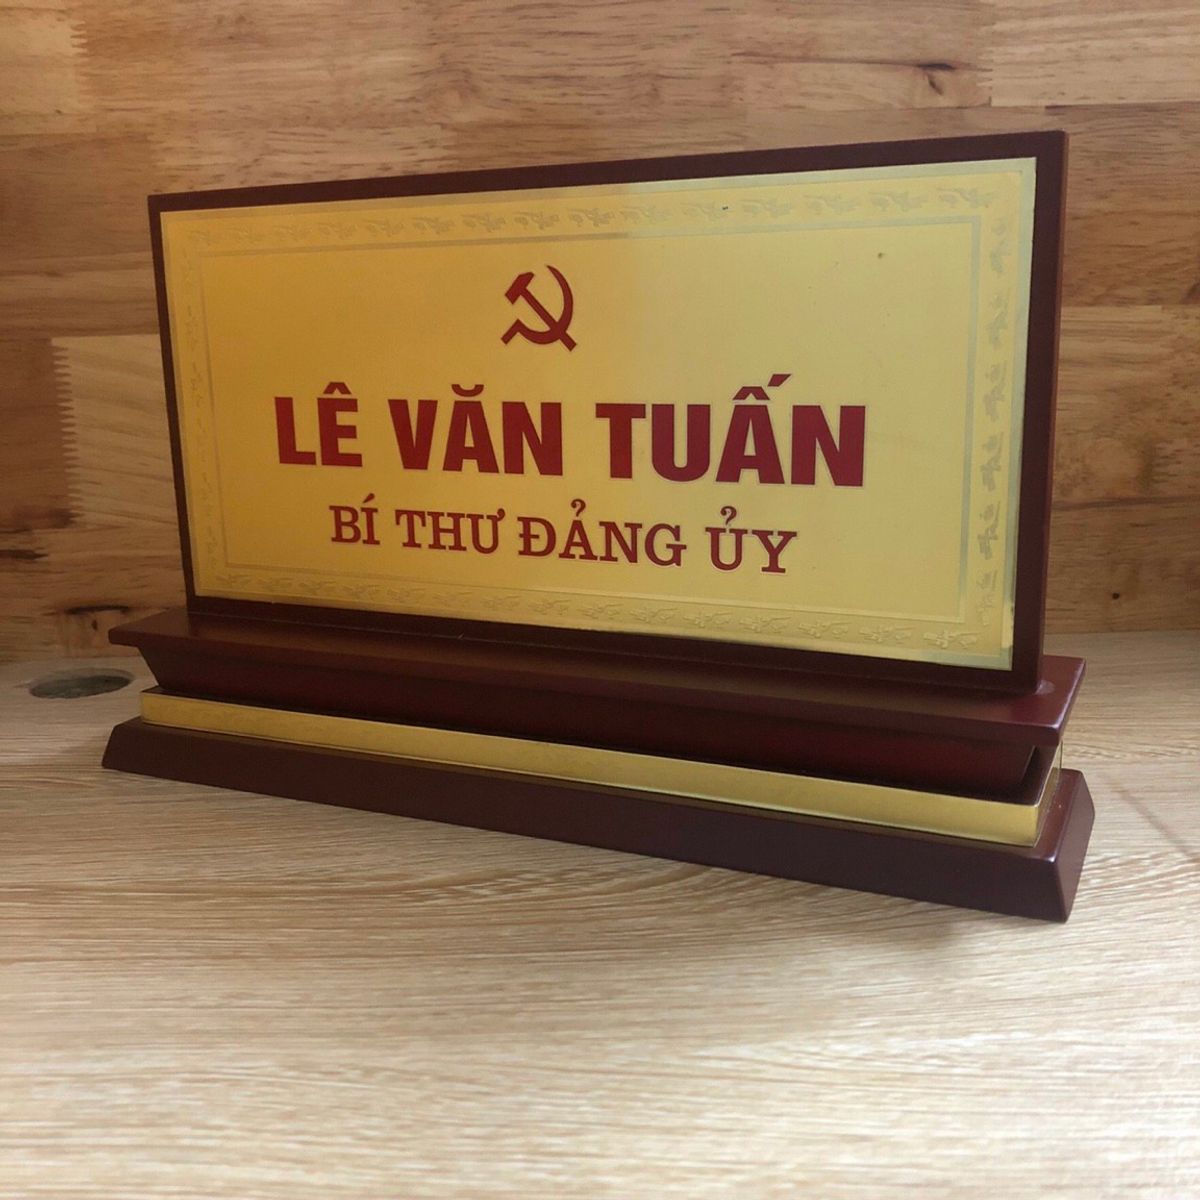 LÊ VĂN TUẤN
BÍ THƯ ĐẢNG ỦY